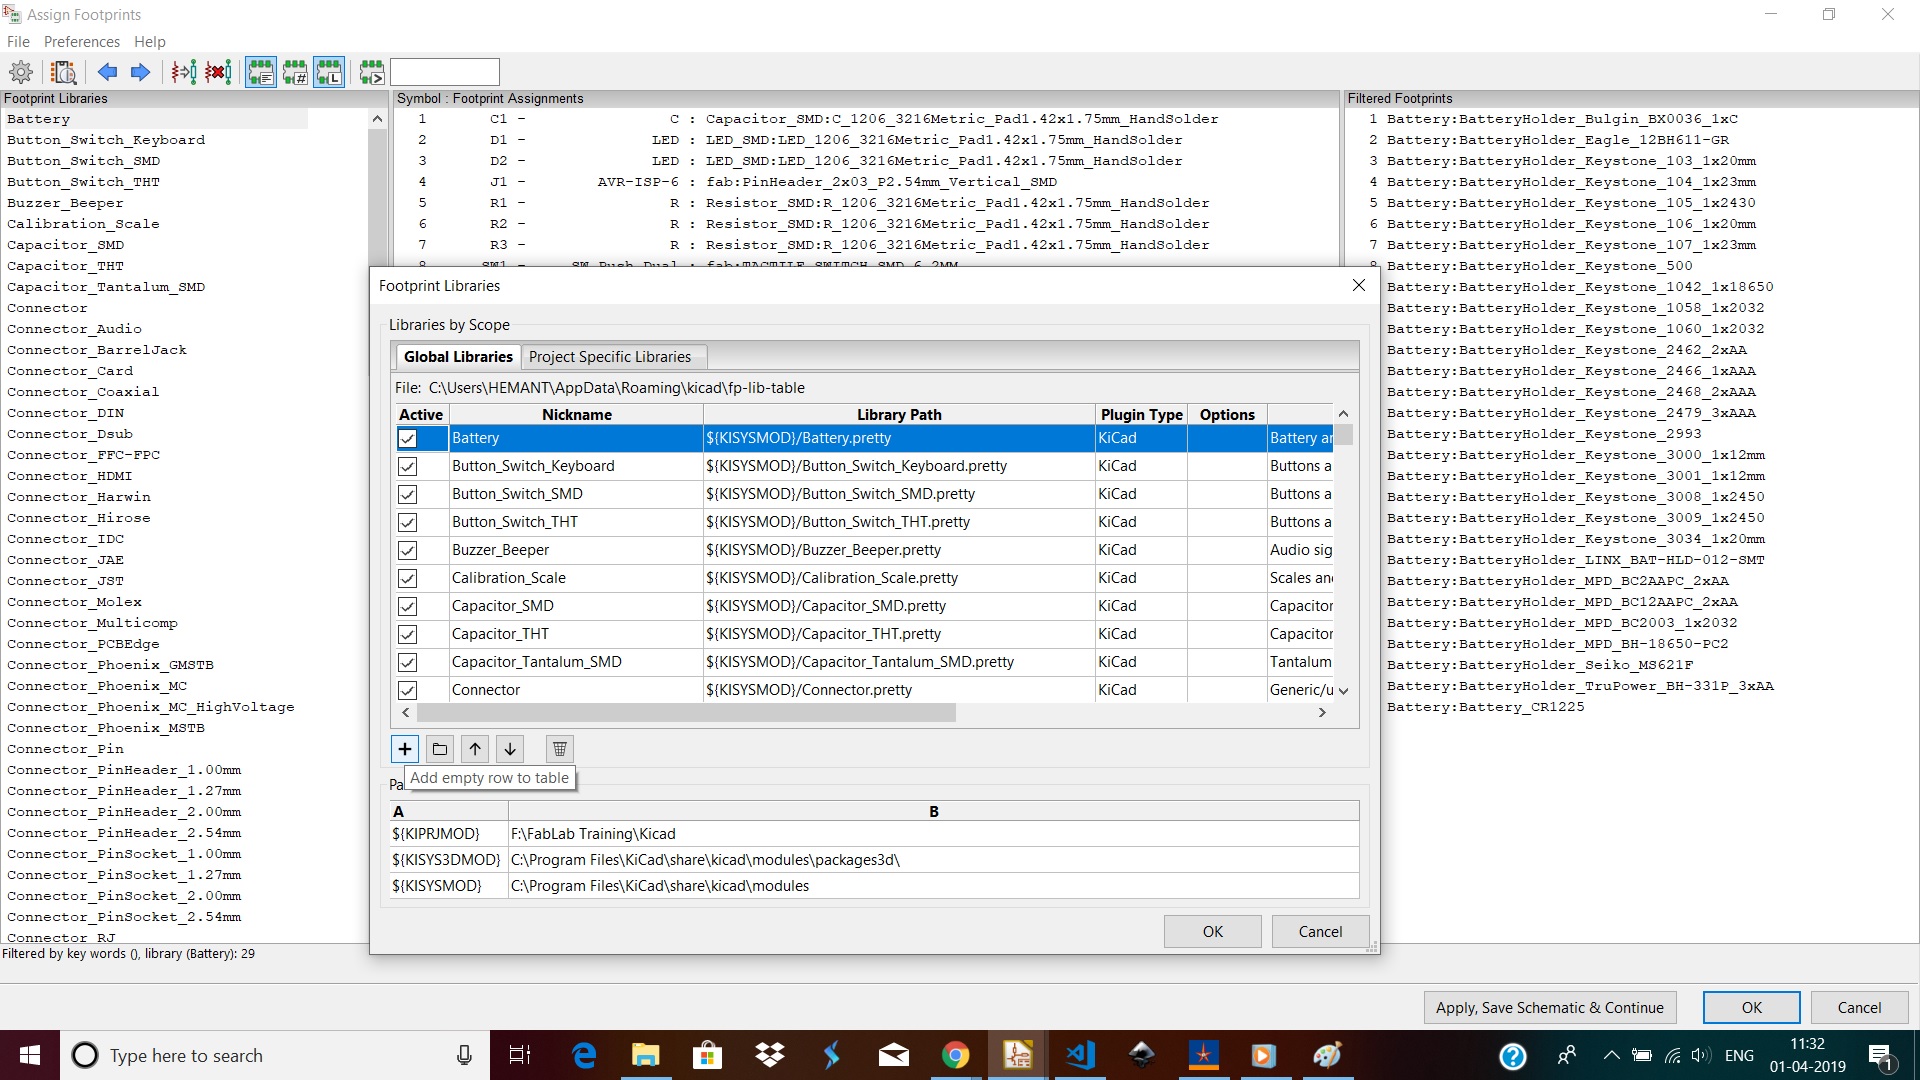 Assign Footprints
File Preferences Help
Footprint Libraries
Battery
Button_Switch_Keyboard
Button_Switch_SMD
Button_Switch_THT
Buzzer_Beeper
Calibration_Scale
Capacitor_SMD
Capacitor_THT
Capacitor_Tantalum_SMD
Connector
Connector_Audio
Connector_BarrelJack
Connector_Card
Connector_Coaxial
Connector_DIN
Connector_Dsub
Connector_FFC-FPC
Connector_HDMI
Connector_Harwin
Connector_Hirose
Connector_IDC
Connector_JAE
Connector_JST
Connector_Molex
Connector_Multicomp
Connector_PCBEdge
Connector_Phoenix_GMSTB
Connector_Phoenix_MC
Connector_Phoenix_MC_HighVoltage
Connector_Phoenix_MSTB
Connector_Pin
Connector_PinHeader_1.00mm
Connector_PinHeader_1.27mm
Connector_PinHeader_2.00mm
Connector_PinHeader_2.54mm
Connector_PinSocket_1.00mm
Connector_PinSocket_1.27mm
Connector_PinSocket_2.00mm
Connector_PinSocket_2.54mm
Connector_RJ
Symbol : Footprint Assignments
1 C1 - C : Capacitor_SMD:C_1206_3216Metric_Pad1.42x1.75mm_HandSolder
2 D1 - LED : LED_SMD:LED_1206_3216Metric_Pad1.42x1.75mm_HandSolder
3 D2 - LED : LED_SMD:LED_1206_3216Metric_Pad1.42x1.75mm_HandSolder
4 J1 - AVR-ISP-6 : fab:PinHeader_2x03_P2.54mm_Vertical_SMD
5 R1 - R : Resistor_SMD:R_1206_3216Metric_Pad1.42x1.75mm_HandSolder
6 R2 - R : Resistor_SMD:R_1206_3216Metric_Pad1.42x1.75mm_HandSolder
7 R3 - R : Resistor_SMD:R_1206_3216Metric_Pad1.42x1.75mm_HandSolder
8 SW1 - SW_Push_Dual : fab:TACTILE_SWITCH_SMD_6.2MM
Filtered Footprints
1 Battery:BatteryHolder_Bulgin_BX0036_1xC
2 Battery:BatteryHolder_Eagle_12BH611-GR
3 Battery:BatteryHolder_Keystone_103_1x20mm
4 Battery:BatteryHolder_Keystone_104_1x23mm
5 Battery:BatteryHolder_Keystone_105_1x2430
6 Battery:BatteryHolder_Keystone_106_1x20mm
7 Battery:BatteryHolder_Keystone_107_1x23mm
8 Battery:BatteryHolder_Keystone_500
Battery:BatteryHolder_Keystone_1042_1x18650
Battery:BatteryHolder_Keystone_1058_1x2032
Battery:BatteryHolder_Keystone_1060_1x2032
Battery:BatteryHolder_Keystone_2462_2xAA
Battery:BatteryHolder_Keystone_2466_1xAAA
Battery:BatteryHolder_Keystone_2468_2xAAA
Battery:BatteryHolder_Keystone_2479_3xAAA
Battery:BatteryHolder_Keystone_2993
Battery:BatteryHolder_Keystone_3000_1x12mm
Battery:BatteryHolder_Keystone_3001_1x12mm
Battery:BatteryHolder_Keystone_3008_1x2450
Battery:BatteryHolder_Keystone_3009_1x2450
Battery:BatteryHolder_Keystone_3034_1x20mm
Battery:BatteryHolder_LINX_BAT-HLD-012-SMT
Battery:BatteryHolder_MPD_BC2AAPC_2xAA
Battery:BatteryHolder_MPD_BC12AAPC_2xAA
Battery:BatteryHolder_MPD_BC2003_1x2032
Battery:BatteryHolder_MPD_BH-18650-PC2
Battery:BatteryHolder_Seiko_MS621F
Battery:BatteryHolder_TruPower_BH-331P_3xAA
Battery:Battery_CR1225
Footprint Libraries
Libraries by Scope
Global Libraries Project Specific Libraries
File: C:\Users\HEMANT\AppData\Roaming\kicad\fp-lib-table
Active Nickname Library Path Plugin Type Options
Battery ${KISYSMOD}/Battery.pretty KiCad Battery ar
Button_Switch_Keyboard ${KISYSMOD}/Button_Switch_Keyboard.pretty KiCad Buttons a
Button_Switch_SMD ${KISYSMOD}/Button_Switch_SMD.pretty KiCad Buttons a
Button_Switch_THT ${KISYSMOD}/Button_Switch_THT.pretty KiCad Buttons a
Buzzer_Beeper ${KISYSMOD}/Buzzer_Beeper.pretty KiCad Audio sig
Calibration_Scale ${KISYSMOD}/Calibration_Scale.pretty KiCad Scales and
Capacitor_SMD ${KISYSMOD}/Capacitor_SMD.pretty KiCad Capacitor
Capacitor_THT ${KISYSMOD}/Capacitor_THT.pretty KiCad Capacitor
Capacitor_Tantalum_SMD ${KISYSMOD}/Capacitor_Tantalum_SMD.pretty KiCad Tantalum
Connector ${KISYSMOD}/Connector.pretty KiCad Generic/u
Add empty row to table
Pa
A B
${KIPRJMOD} F:\FabLab Training\Kicad
${KISYS3DMOD} C:\Program Files\KiCad\share\kicad\modules\packages3d\
${KISYSMOD} C:\Program Files\KiCad\share\kicad\modules
OK Cancel
Filtered by key words (), library (Battery): 29
Apply, Save Schematic & Continue OK Cancel
Type here to search
ENG
11:32
01-04-2019
1